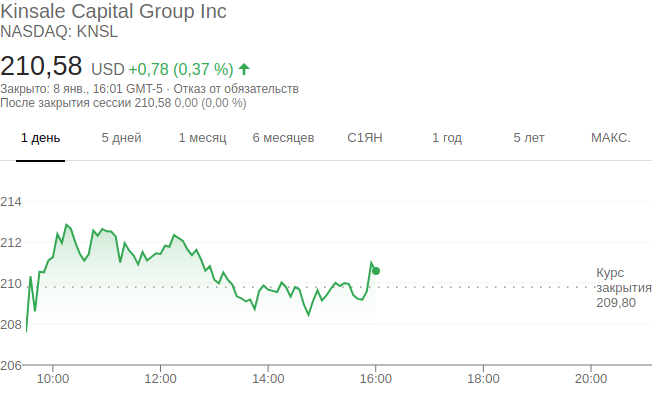 Kinsale Capital Group Inc
NASDAQ: KNSL
210,58 USD +0,78 (0,37 %)
Закрыто: 8 янв., 16:01 GMT-5 · Отказ от обязательств
После закрытия сессии 210,58 0,00 (0,00 %)
1 день 5 дней 1 месяц 6 месяцев С1ЯН 1 год 5 лет МАКС.
214
212
210
208
206
Курс
закрытия
209,80
10:00 12:00 14:00 16:00 18:00 20:00